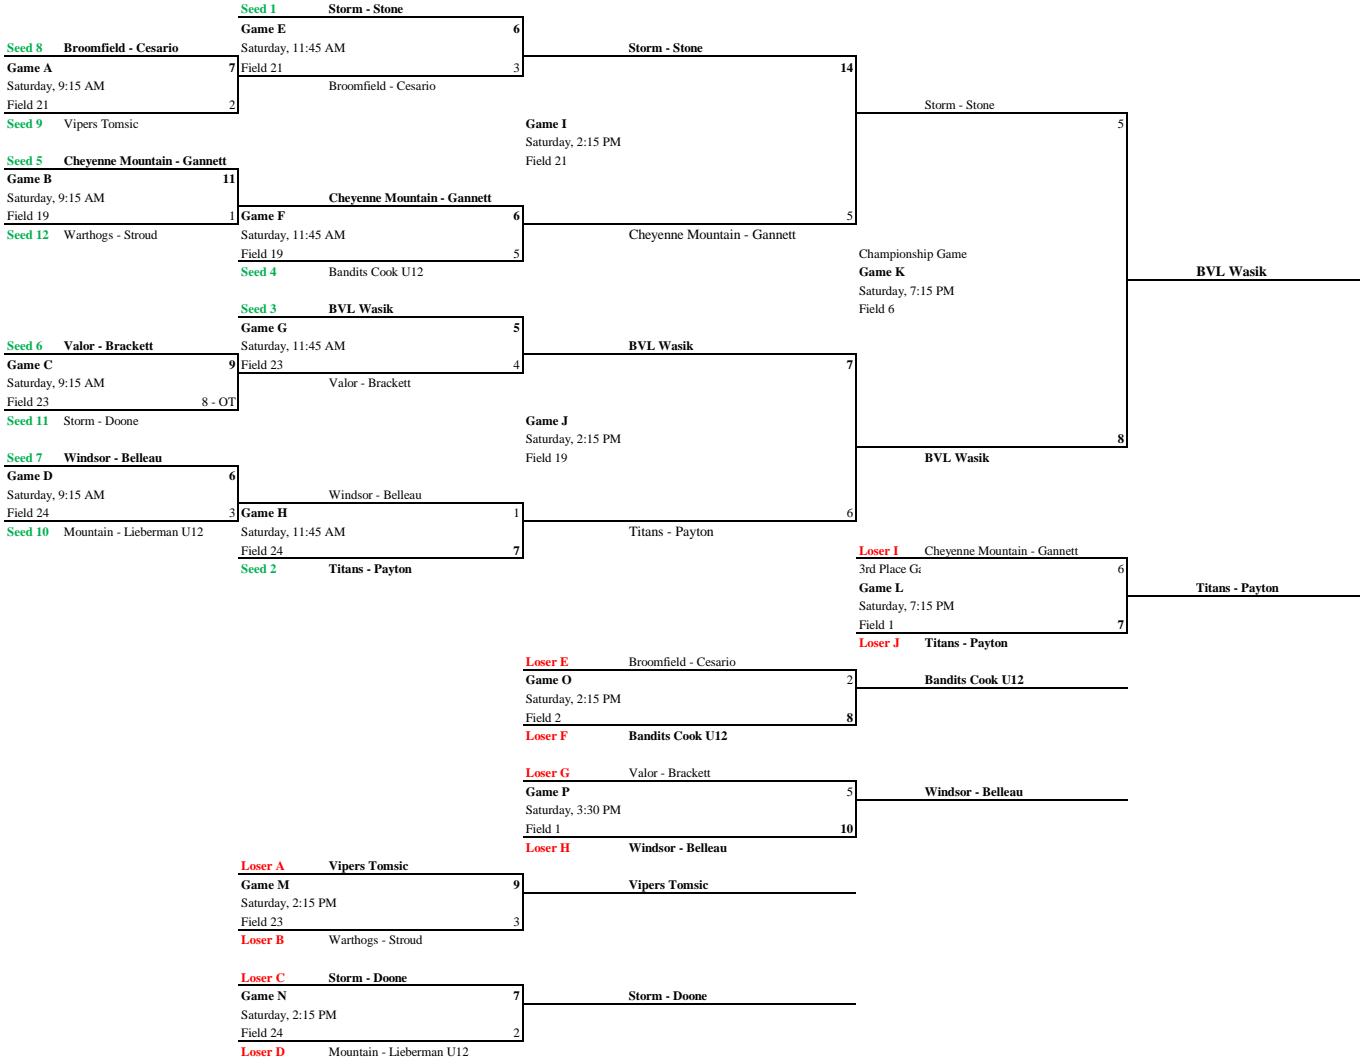 Seed 1 Storm - Stone
Game E 6
Seed 8 Broomfield - Cesario Saturday, 11:45 AM Storm - Stone
Game A 7 Field 21 3 14
Saturday, 9:15 AM Broomfield - Cesario
Field 21 2 Storm - Stone
Seed 9 Vipers Tomsic Game I 5
Saturday, 2:15 PM
Seed 5 Cheyenne Mountain - Gannett Field 21
Game B 11
Saturday, 9:15 AM Cheyenne Mountain - Gannett
Field 19 1 Game F 6 5
Seed 12 Warthogs - Stroud Saturday, 11:45 AM Cheyenne Mountain - Gannett
Field 19 5 Championship Game
Seed 4 Bandits Cook U12 Game K BVL Wasik
Saturday, 7:15 PM
Seed 3 BVL Wasik Field 6
Game G 5
Seed 6 Valor - Brackett Saturday, 11:45 AM BVL Wasik
Game C 9 Field 23 4 7
Saturday, 9:15 AM Valor - Brackett
Field 23 8 - OT
Seed 11 Storm - Doone Game J
Saturday, 2:15 PM 8
Seed 7 Windsor - Belleau Field 19 BVL Wasik
Game D 6
Saturday, 9:15 AM Windsor - Belleau
Field 24 3 Game H 1 6
Seed 10 Mountain - Lieberman U12 Saturday, 11:45 AM Titans - Payton
Field 24 7 Loser I Cheyenne Mountain - Gannett
Seed 2 Titans - Payton 3rd Place Ga 6
Game L Titans - Payton
Saturday, 7:15 PM
Field 1 7
Loser J Titans - Payton
Loser E Broomfield - Cesario
Game O 2 Bandits Cook U12
Saturday, 2:15 PM
Field 2 8
Loser F Bandits Cook U12
Loser G Valor - Brackett
Game P 5 Windsor - Belleau
Saturday, 3:30 PM
Field 1 10
Loser H Windsor - Belleau
Loser A Vipers Tomsic
Game M 9 Vipers Tomsic
Saturday, 2:15 PM
Field 23 3
Loser B Warthogs - Stroud
Loser C Storm - Doone
Game N 7 Storm - Doone
Saturday, 2:15 PM
Field 24 2
Loser D Mountain - Lieberman U12